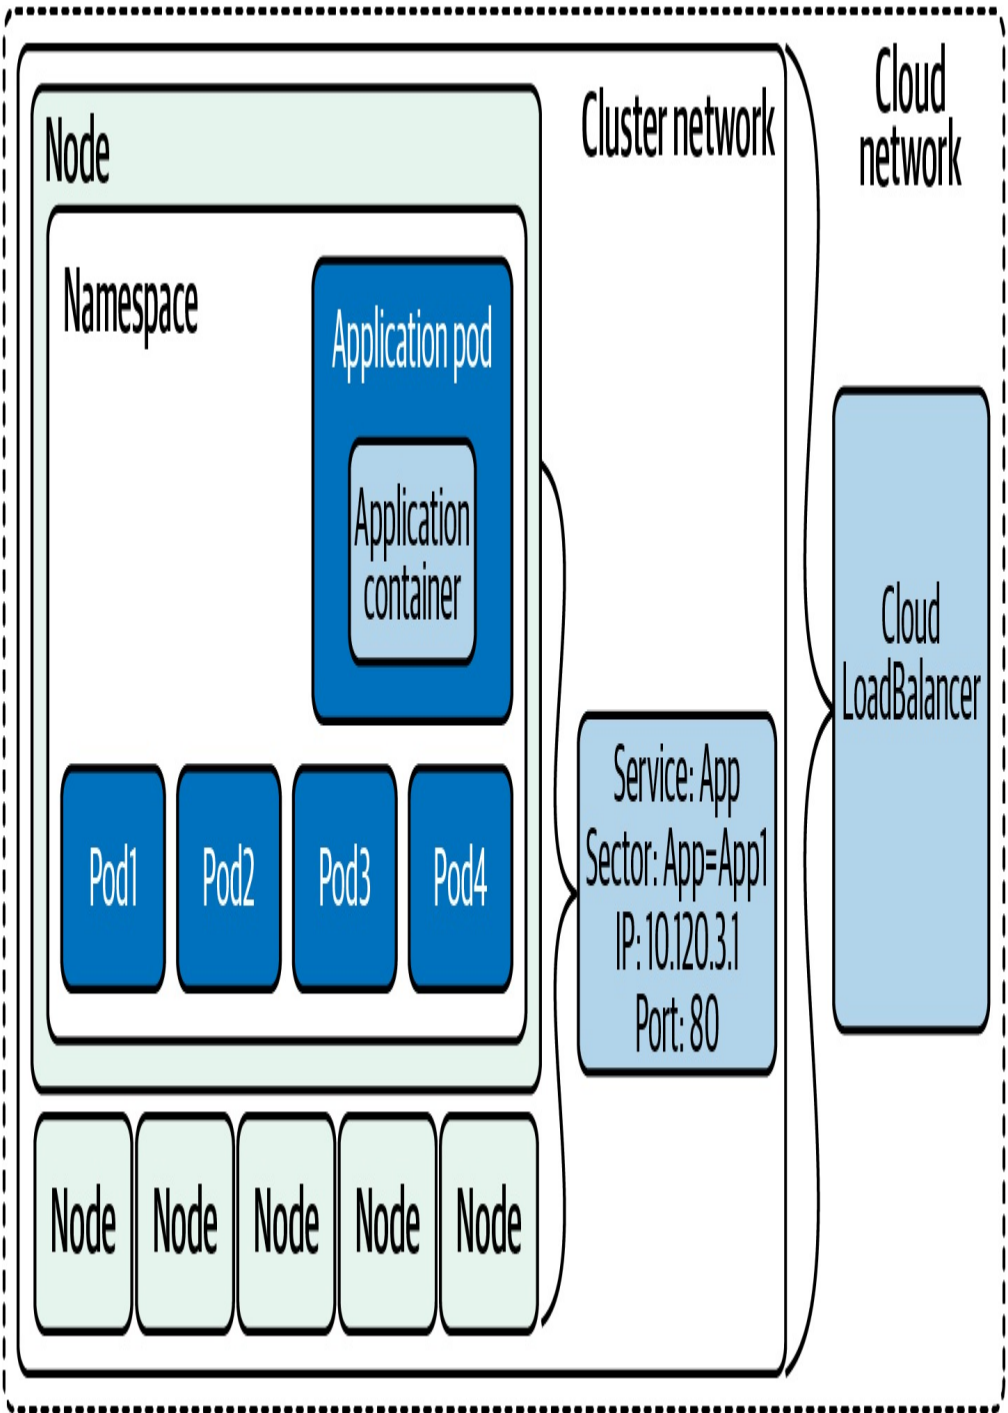 Cloud
network
Cluster network
Node
Namespace
Application pod
Application
container
Pod1
Pod2
Pod3
Pod4
Service: App
Sector: App=App1
IP: 10.120.3.1
Port: 80
Cloud
LoadBalancer
Node
Node
Node
Node
Node